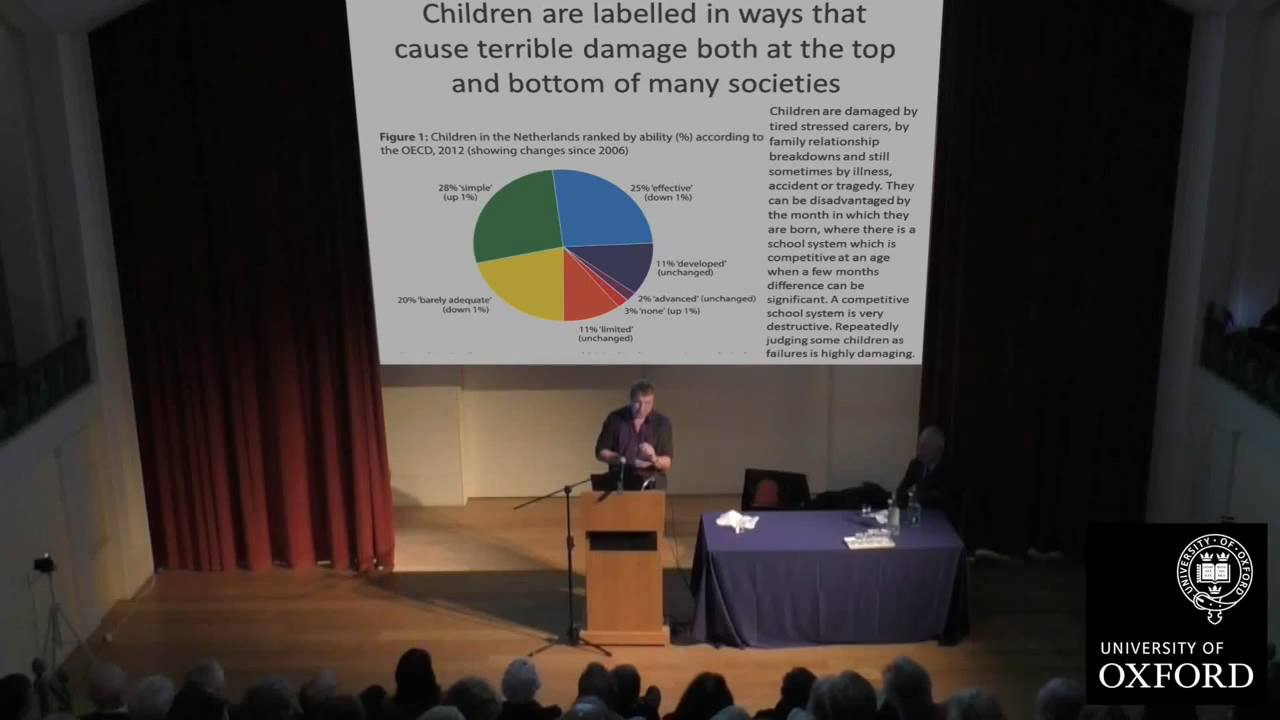 Children are labelled in ways that
cause terrible damage both at the top
and bottom of many societies
Figure 1: Children in the Netherlands ranked by ability (%) according to
the OECD, 2012 (showing changes since 2006)
28% 'simple'
(up 1%)
25% 'effective'
(down 1%)
11% 'developed'
(unchanged)
2% 'advanced' (unchanged)
3% 'none' (up 1%)
11% 'limited'
(unchanged)
20% 'barely adequate'
(down 1%)
Children are damaged by
tired stressed carers, by
family relationship
breakdowns and still
sometimes by illness,
accident or tragedy. They
can be disadvantaged by
the month in which they
are born, where there is a
school system which is
competitive at an age
when a few months
difference can be
significant. A competitive
school system is very
destructive. Repeatedly
judging some children as
failures is highly damaging.
UNIVERSITY OF OXFORD
UNIVERSITY OF
OXFORD